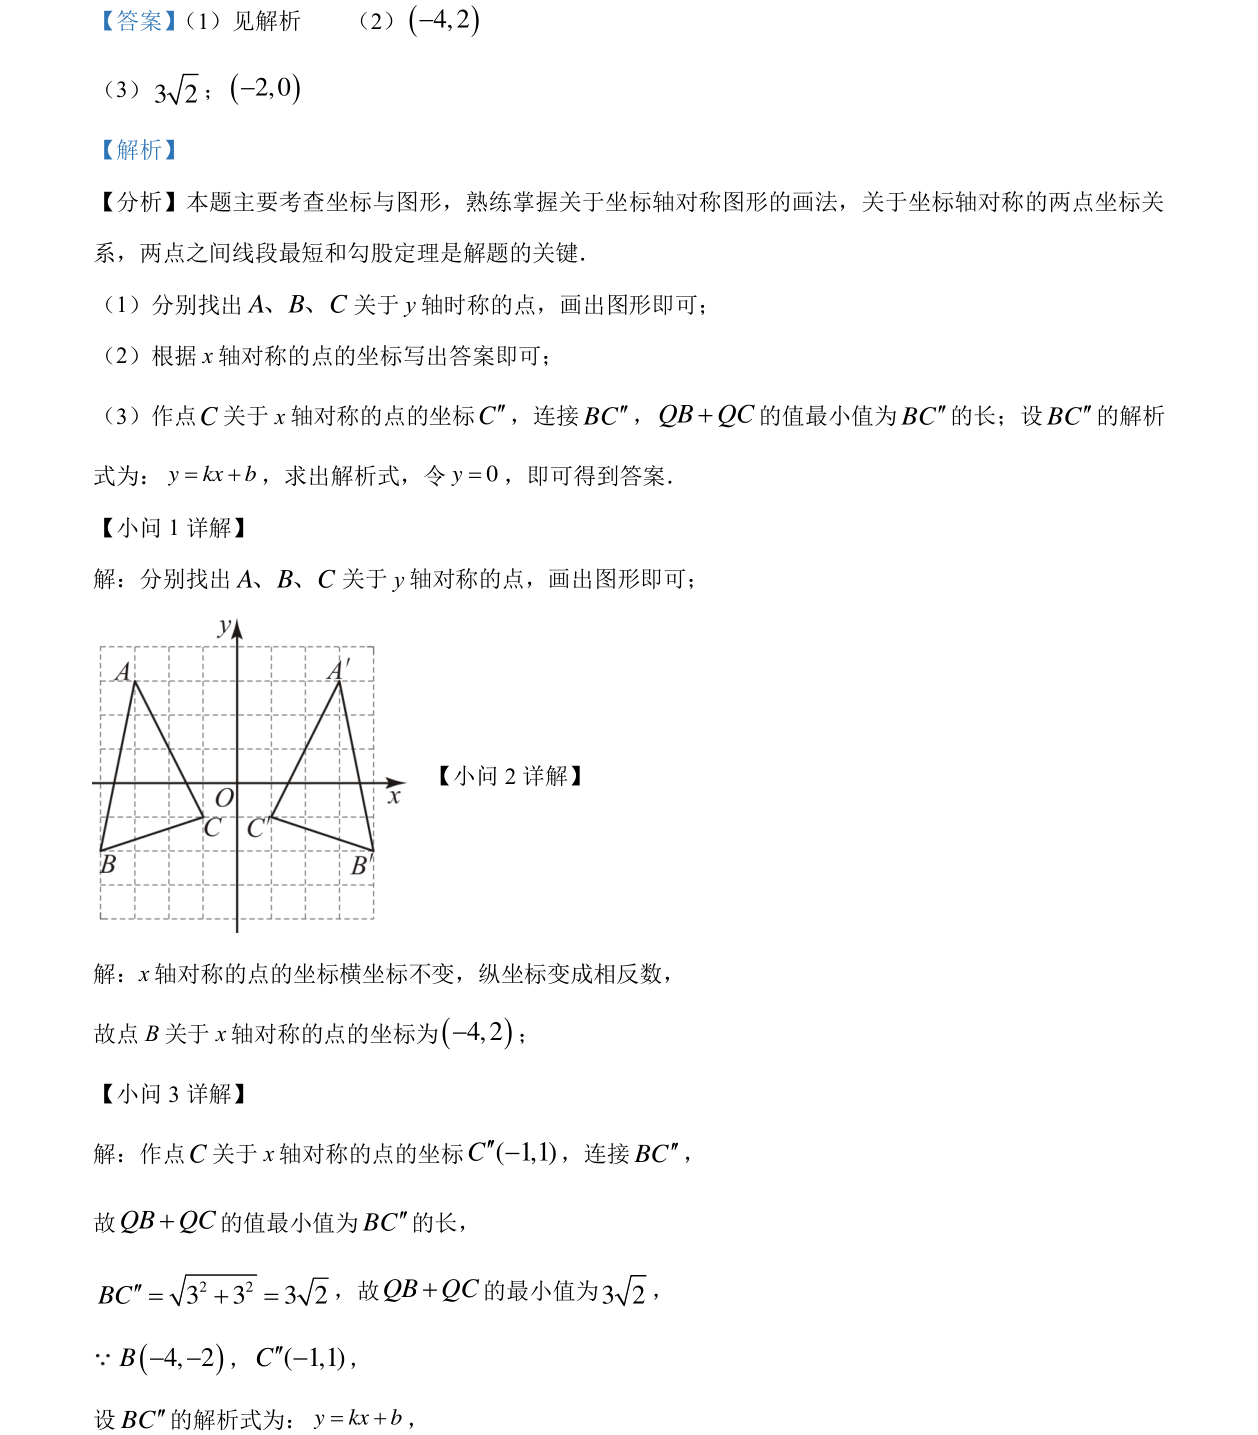 【答案】（1）见解析　　（2）(−4,2)
（3）3√2；(−2,0)
【解析】
【分析】本题主要考查坐标与图形，熟练掌握关于坐标轴对称图形的画法，关于坐标轴对称的两点坐标关
系，两点之间线段最短和勾股定理是解题的关键．
（1）分别找出 A、B、C 关于 y 轴时称的点，画出图形即可；
（2）根据 x 轴对称的点的坐标写出答案即可；
（3）作点 C 关于 x 轴对称的点的坐标 C″，连接 BC″，QB+QC 的值最小值为 BC″ 的长；设 BC″ 的解析
式为：y=kx+b，求出解析式，令 y=0，即可得到答案．
【小问 1 详解】
解：分别找出 A、B、C 关于 y 轴对称的点，画出图形即可；
y
A A′
【小问 2 详解】
O x
C C′
B B′
解：x 轴对称的点的坐标横坐标不变，纵坐标变成相反数，
故点 B 关于 x 轴对称的点的坐标为(−4,2)；
【小问 3 详解】
解：作点 C 关于 x 轴对称的点的坐标 C″(−1,1)，连接 BC″，
故 QB+QC 的值最小值为 BC″ 的长，
BC″=√(3²+3²)=3√2，故 QB+QC 的最小值为 3√2，
∵ B(−4,−2)，C″(−1,1)，
设 BC″ 的解析式为：y=kx+b，